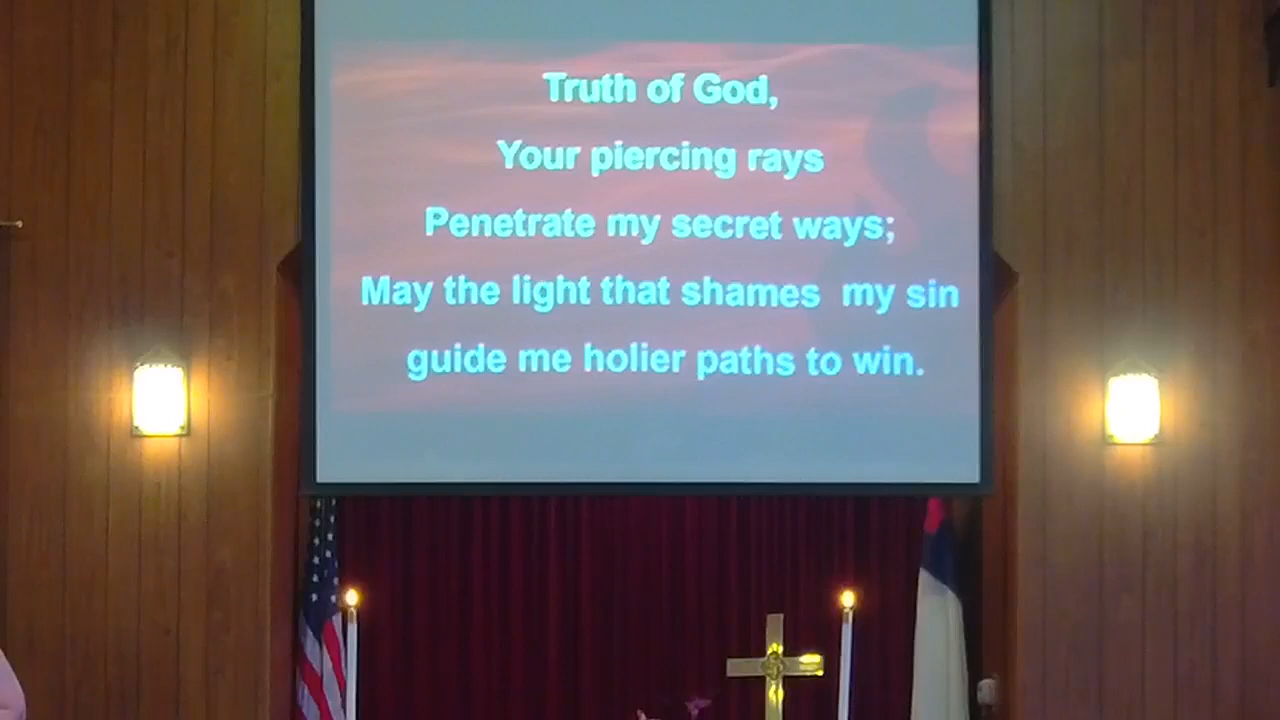 Truth of God,
Your piercing rays
Penetrate my secret ways;
May the light that shames my sin
guide me holier paths to win.